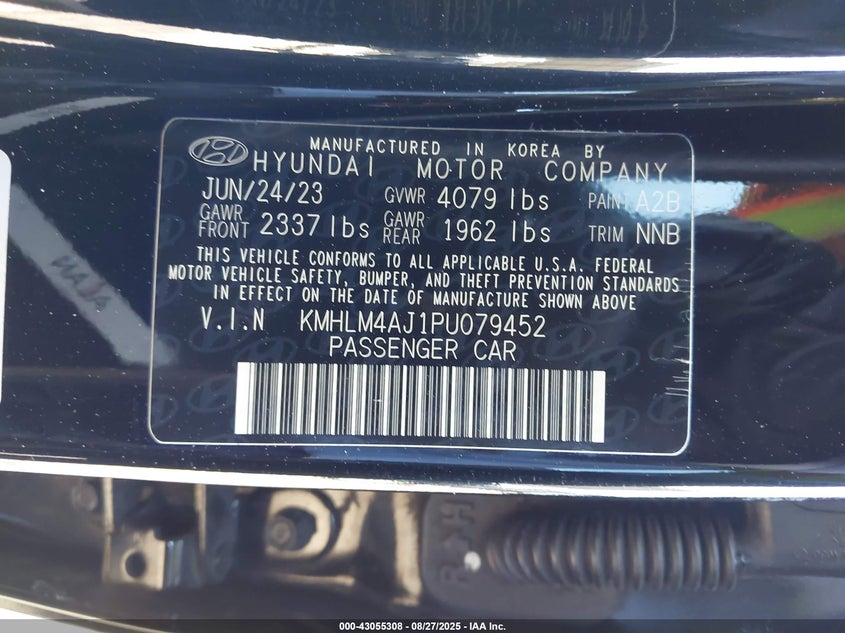 MANUFACTURED IN KOREA BY
HYUNDAI MOTOR COMPANY
JUN/24/23 GVWR 4079 lbs PAINT A2B
GAWR FRONT 2337 lbs GAWR REAR 1962 lbs TRIM NNB
THIS VEHICLE CONFORMS TO ALL APPLICABLE U.S.A. FEDERAL
MOTOR VEHICLE SAFETY, BUMPER, AND THEFT PREVENTION STANDARDS
IN EFFECT ON THE DATE OF MANUFACTURE SHOWN ABOVE
V.I.N KMHLM4AJ1PU079452
PASSENGER CAR
000-43055308 - 08/27/2025 - IAA Inc.